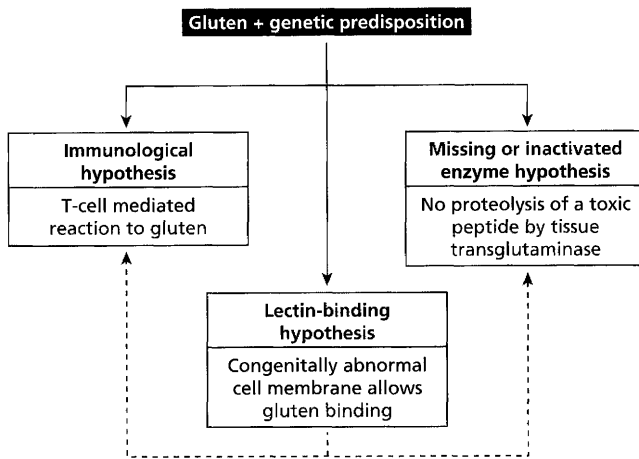 Gluten + genetic predisposition
Immunological
hypothesis
T-cell mediated
reaction to gluten
Missing or inactivated
enzyme hypothesis
No proteolysis of a toxic
peptide by tissue
transglutaminase
Lectin-binding
hypothesis
Congenitally abnormal
cell membrane allows
gluten binding